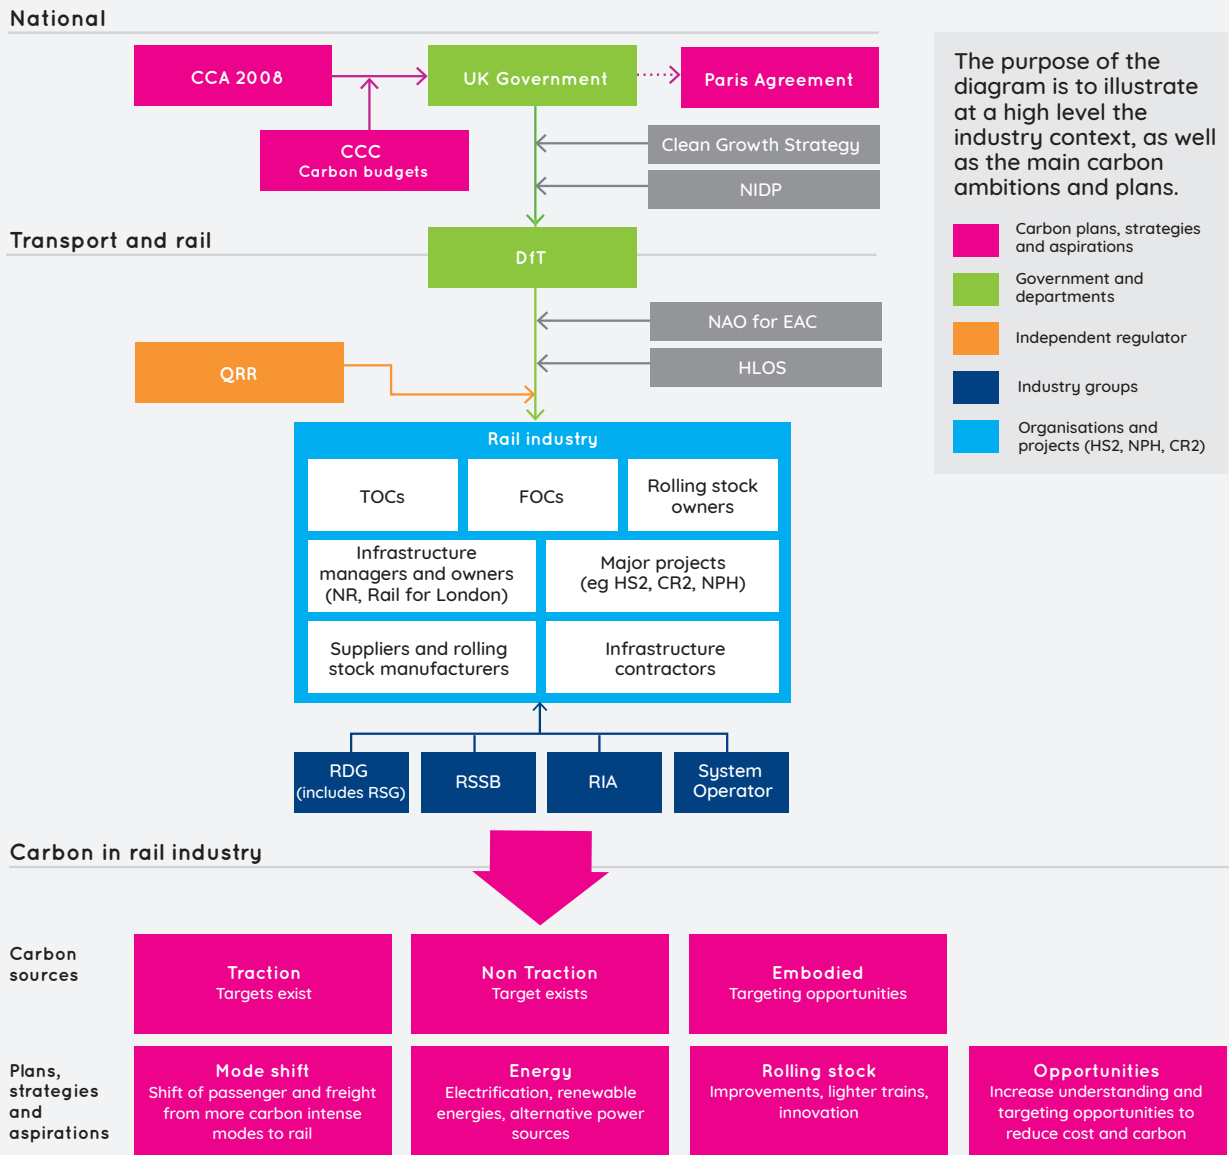 National
CCA 2008
UK Government
Paris Agreement
CCC
Carbon budgets
Clean Growth Strategy
NIDP
The purpose of the
diagram is to illustrate
at a high level the
industry context, as well
as the main carbon
ambitions and plans.
Carbon plans, strategies
and aspirations
Government and
departments
Independent regulator
Industry groups
Organisations and
projects (HS2, NPH, CR2)
Transport and rail
DfT
NAO for EAC
HLOS
QRR
Rail industry
TOCs
FOCs
Rolling stock
owners
Infrastructure
managers and owners
(NR, Rail for London)
Major projects
(eg HS2, CR2, NPH)
Suppliers and rolling
stock manufacturers
Infrastructure
contractors
RDG
(includes RSG)
RSSB
RIA
System
Operator
Carbon in rail industry
Carbon
sources
Traction
Targets exist
Non Traction
Target exists
Embodied
Targeting opportunities
Plans,
strategies
and
aspirations
Mode shift
Shift of passenger and freight
from more carbon intense
modes to rail
Energy
Electrification, renewable
energies, alternative power
sources
Rolling stock
Improvements, lighter trains,
innovation
Opportunities
Increase understanding and
targeting opportunities to
reduce cost and carbon